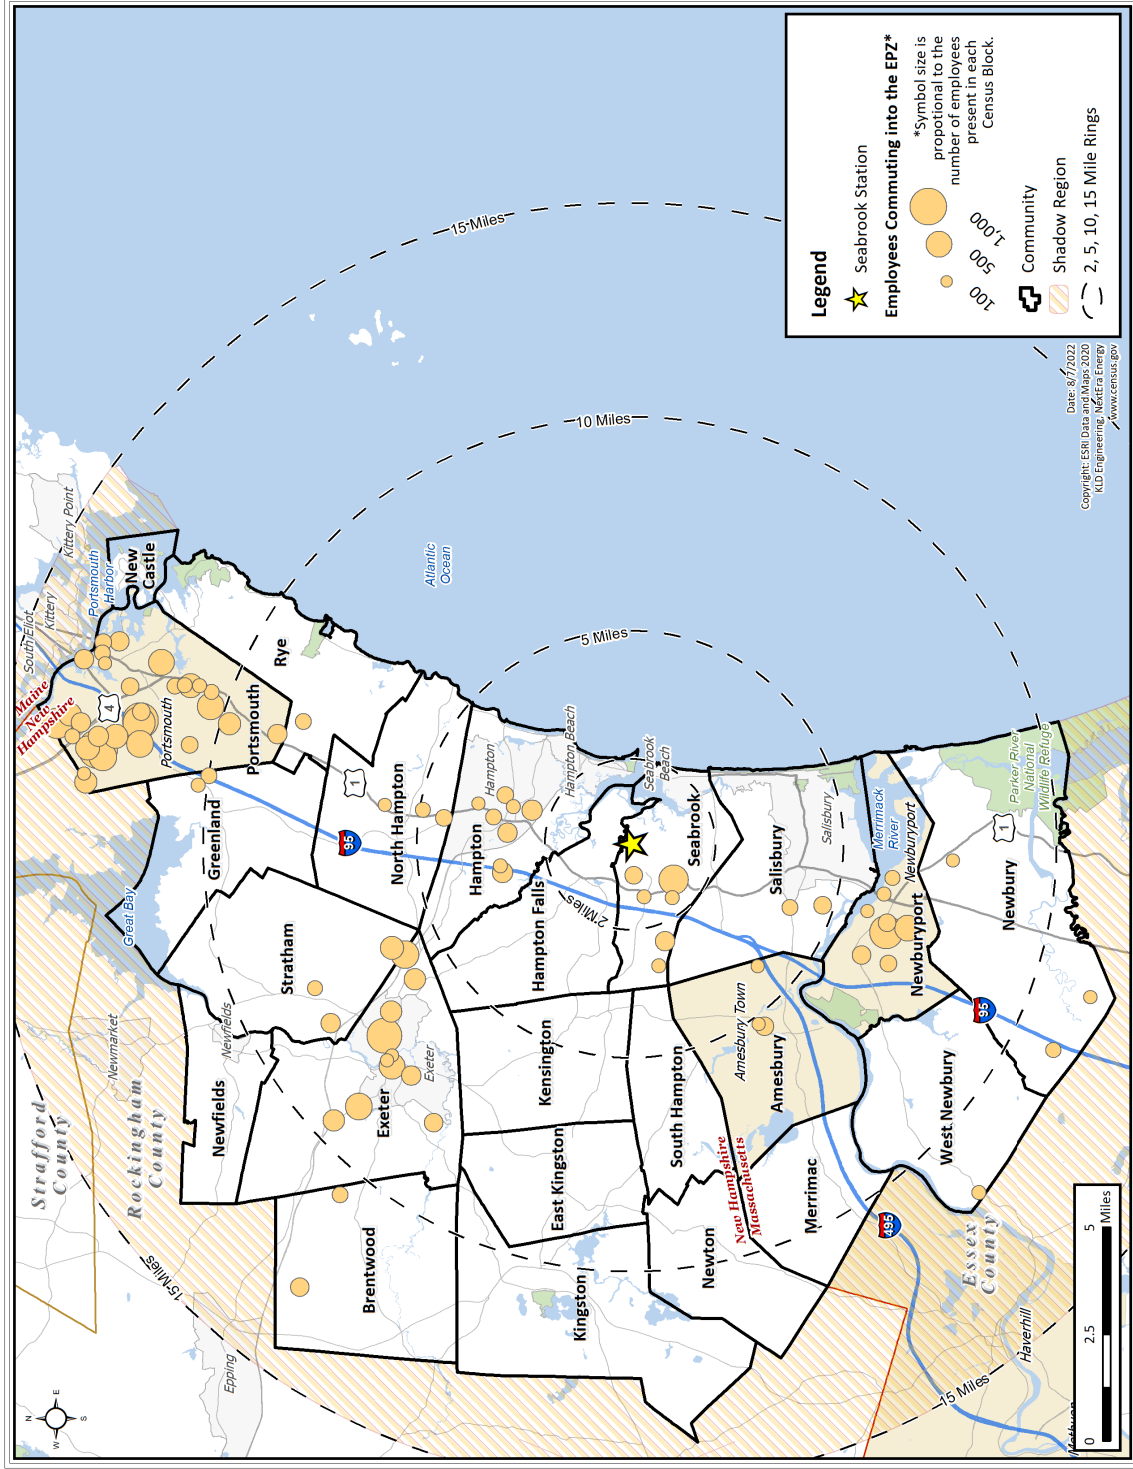 Strafford
County
Rockingham
County
Newmarket
Great Bay
Maine
New
Hampshire
South Eliot
Kittery
Kittery Point
Portsmouth
Harbor
New
Castle
4
Portsmouth
Portsmouth
Rye
Greenland
Newfields
Newfields
Stratham
Epping
15 Miles
95
1
North Hampton
Brentwood
Exeter
Exeter
Hampton
Hampton
Hampton Beach
Atlantic
Ocean
15 Miles
10 Miles
5 Miles
2 Miles
Hampton Falls
Kensington
East Kingston
Kingston
Seabrook
Beach
Seabrook
South Hampton
Newton
New Hampshire
Massachusetts
Amesbury Town
Amesbury
Merrimac
Salisbury
Salisbury
Merrimack
River
Newburyport
Newburyport
West Newbury
Newbury
1
95
495
Parker River
National
Wildlife Refuge
Essex
County
Haverhill
15 Miles
Methuen
N
E
S
W
0
2.5
5
Miles
Legend
Seabrook Station
Employees Commuting into the EPZ*
*Symbol size is
propotional to the
number of employees
present in each
Census Block.
100
500
1,000
Community
Shadow Region
2, 5, 10, 15 Mile Rings
Date: 8/7/2022
Copyright: ESRI Data and Maps 2020
KLD Engineering, NextEra Energy
www.census.gov